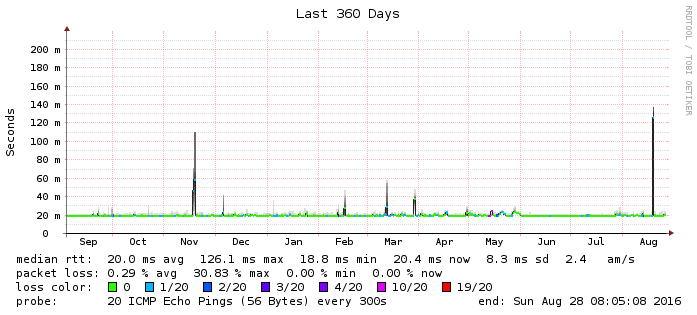 Last 360 Days
RRDTOOL / TOBI OETIKER
Seconds
200 m
180 m
160 m
140 m
120 m
100 m
80 m
60 m
40 m
20 m
0
Sep Oct Nov Dec Jan Feb Mar Apr May Jun Jul Aug
median rtt: 20.0 ms avg 126.1 ms max 18.8 ms min 20.4 ms now 8.3 ms sd 2.4 am/s
packet loss: 0.29 % avg 30.83 % max 0.00 % min 0.00 % now
loss color: 0 1/20 2/20 3/20 4/20 10/20 19/20
probe: 20 ICMP Echo Pings (56 Bytes) every 300s end: Sun Aug 28 08:05:08 2016